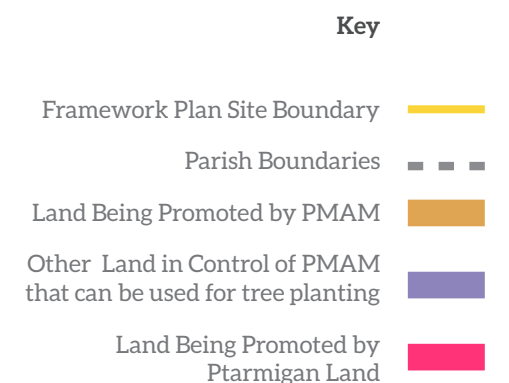 Key
Framework Plan Site Boundary
Parish Boundaries
Land Being Promoted by PMAM
Other Land in Control of PMAM
that can be used for tree planting
Land Being Promoted by
Ptarmigan Land